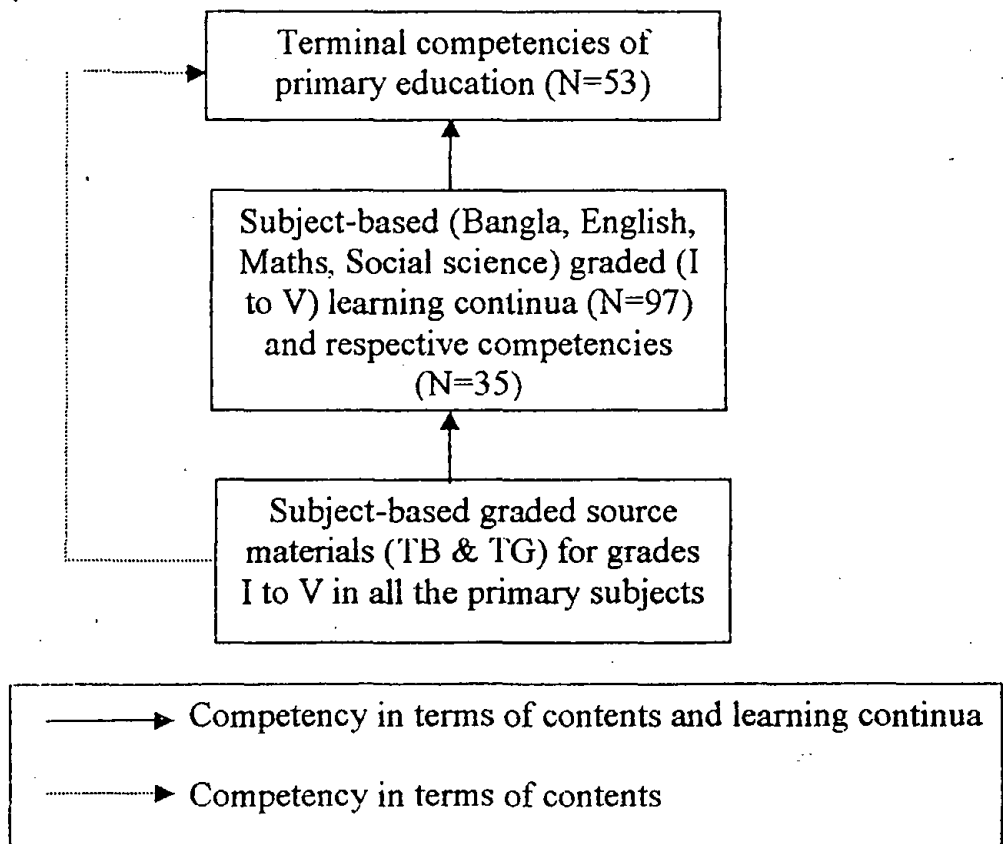 Terminal competencies of
primary education (N=53)
Subject-based (Bangla, English,
Maths, Social science) graded (I
to V) learning continua (N=97)
and respective competencies
(N=35)
Subject-based graded source
materials (TB & TG) for grades
I to V in all the primary subjects
Competency in terms of contents and learning continua
Competency in terms of contents